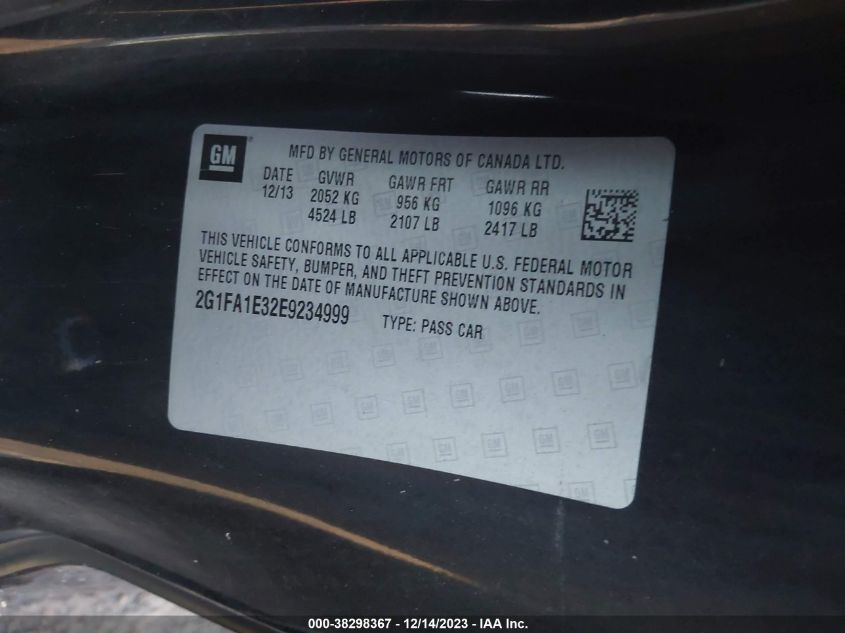 GM
MFD BY GENERAL MOTORS OF CANADA LTD.
DATE GVWR GAWR FRT GAWR RR
12/13 2052 KG 956 KG 1096 KG
4524 LB 2107 LB 2417 LB
THIS VEHICLE CONFORMS TO ALL APPLICABLE U.S. FEDERAL MOTOR
VEHICLE SAFETY, BUMPER, AND THEFT PREVENTION STANDARDS IN
EFFECT ON THE DATE OF MANUFACTURE SHOWN ABOVE.
2G1FA1E32E9234999 TYPE: PASS CAR
000-38298367 - 12/14/2023 - IAA Inc.